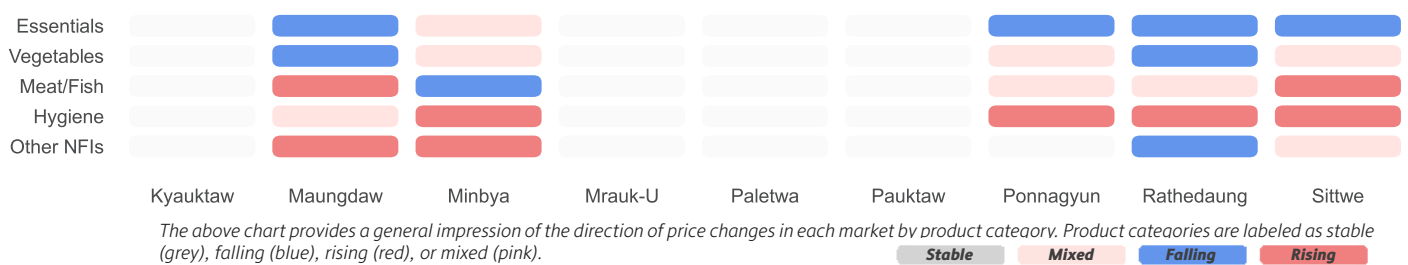 Essentials
Vegetables
Meat/Fish
Hygiene
Other NFIs
Kyauktaw Maungdaw Minbya Mrauk-U Paletwa Pauktaw Ponnagyun Rathedaung Sittwe
The above chart provides a general impression of the direction of price changes in each market by product category. Product categories are labeled as stable
(grey), falling (blue), rising (red), or mixed (pink).
Stable Mixed Falling Rising